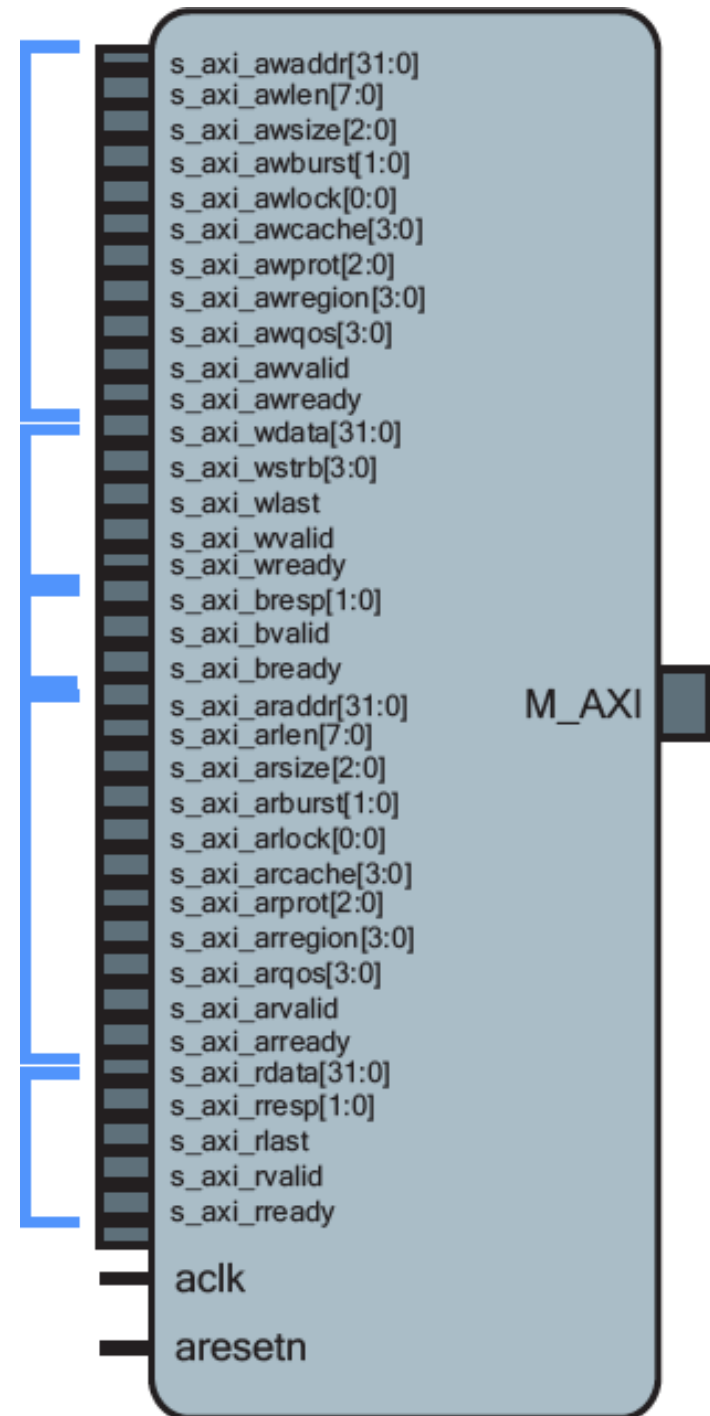 s_axi_awaddr[31:0]
s_axi_awlen[7:0]
s_axi_awsize[2:0]
s_axi_awburst[1:0]
s_axi_awlock[0:0]
s_axi_awcache[3:0]
s_axi_awprot[2:0]
s_axi_awregion[3:0]
s_axi_awqos[3:0]
s_axi_awvalid
s_axi_awready
s_axi_wdata[31:0]
s_axi_wstrb[3:0]
s_axi_wlast
s_axi_wvalid
s_axi_wready
s_axi_bresp[1:0]
s_axi_bvalid
s_axi_bready
s_axi_araddr[31:0]
M_AXI
s_axi_arlen[7:0]
s_axi_arsize[2:0]
s_axi_arburst[1:0]
s_axi_arlock[0:0]
s_axi_arcache[3:0]
s_axi_arprot[2:0]
s_axi_arregion[3:0]
s_axi_arqos[3:0]
s_axi_arvalid
s_axi_arready
s_axi_rdata[31:0]
s_axi_rresp[1:0]
s_axi_rlast
s_axi_rvalid
s_axi_rready
aclk
aresetn